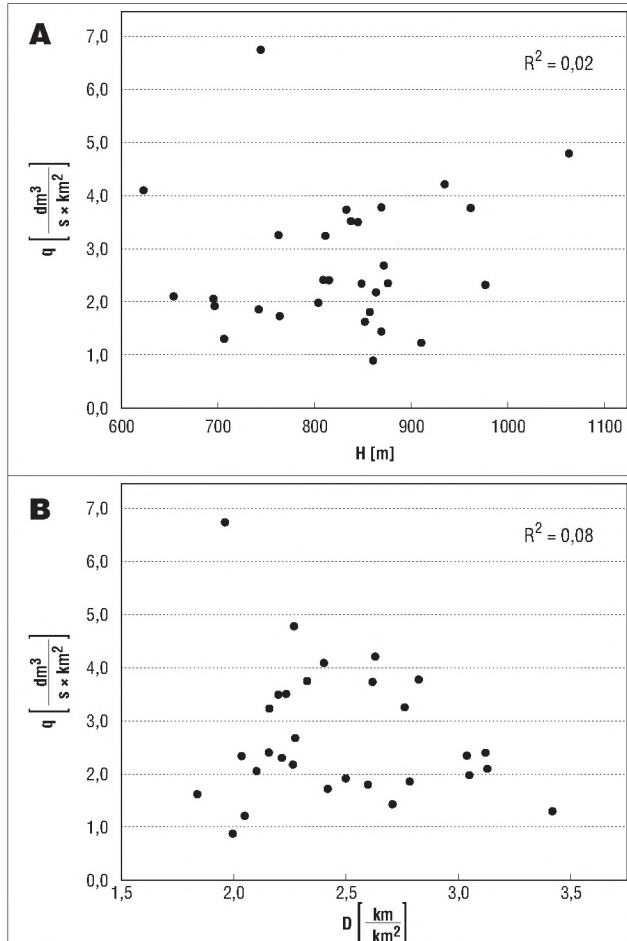 A
R² = 0,02
7,0
6,0
5,0
4,0
3,0
2,0
1,0
0,0
q [dm³ / s × km²]
600 700 800 900 1000 1100
H [m]
B
R² = 0,08
7,0
6,0
5,0
4,0
3,0
2,0
1,0
0,0
q [dm³ / s × km²]
1,5 2,0 2,5 3,0 3,5
D [km / km²]